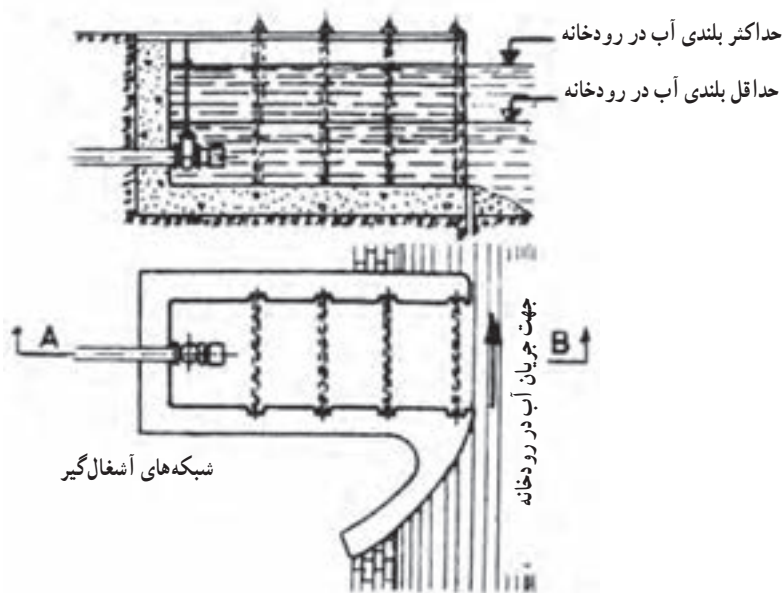 حداکثر بلندی آب در رودخانه
حداقل بلندی آب در رودخانه
A
B
جهت جریان آب در رودخانه
شبکه‌های آشغال‌گیر